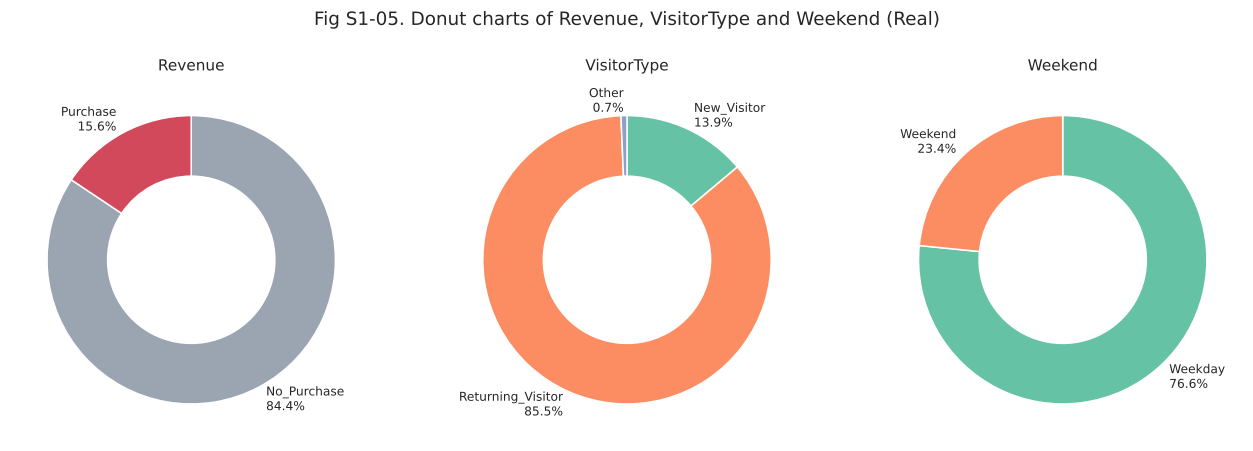 Fig S1-05. Donut charts of Revenue, VisitorType and Weekend (Real)
Revenue
Purchase
15.6%
No_Purchase
84.4%
VisitorType
Other
0.7%
New_Visitor
13.9%
Returning_Visitor
85.5%
Weekend
Weekend
23.4%
Weekday
76.6%